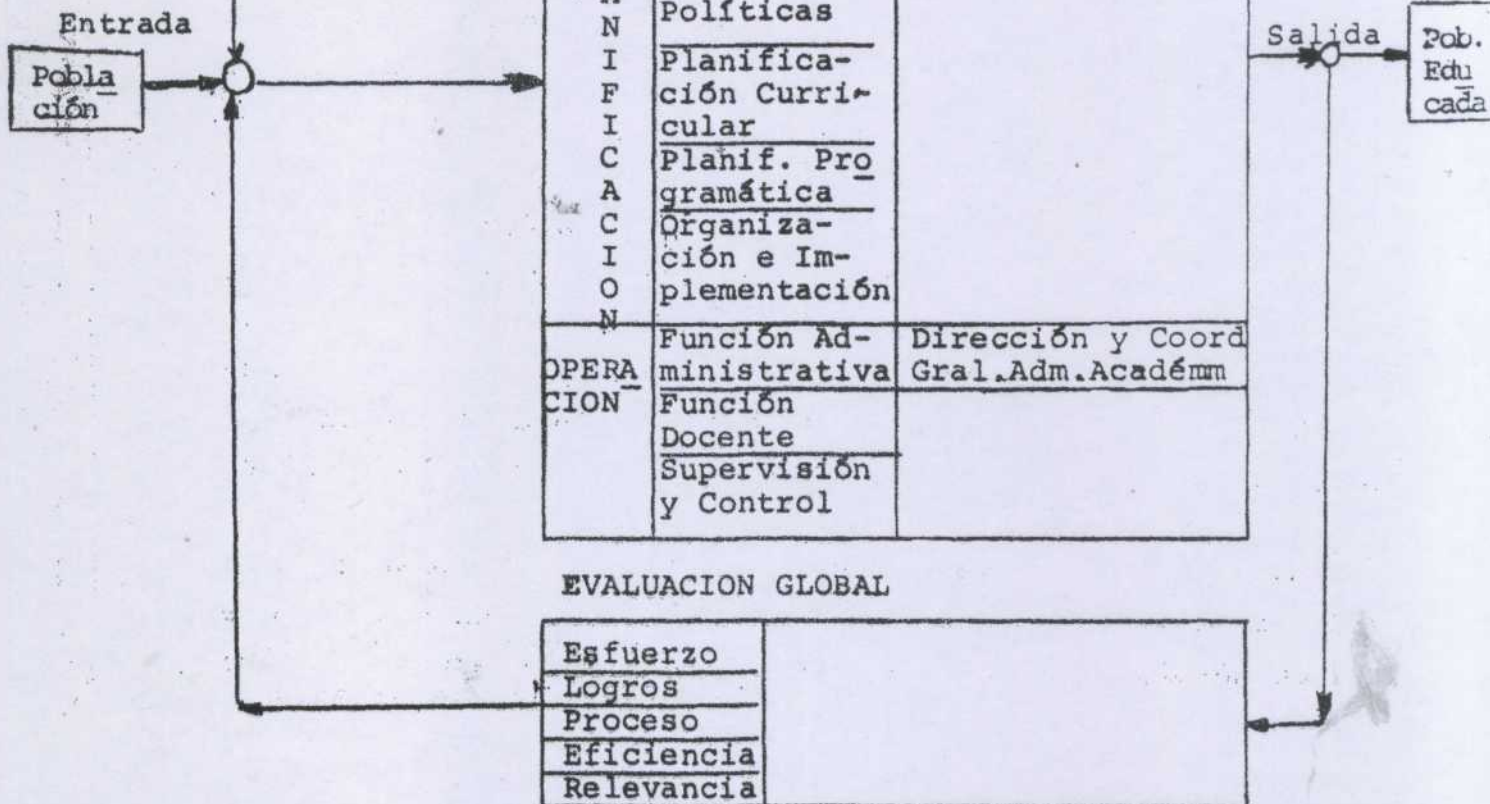 Entrada
Pobla
ción
N
I
F
I
C
A
C
I
O
N
Políticas
Planifica-
ción Curri-
cular
Planif. Pro
gramática
Organiza-
ción e Im-
plementación
OPERA
CION
Función Ad-
ministrativa
Función
Docente
Supervisión
y Control
Dirección y Coord
Gral.Adm.Académm
Salida
Pob.
Edu
cada
EVALUACION GLOBAL
Esfuerzo
Logros
Proceso
Eficiencia
Relevancia